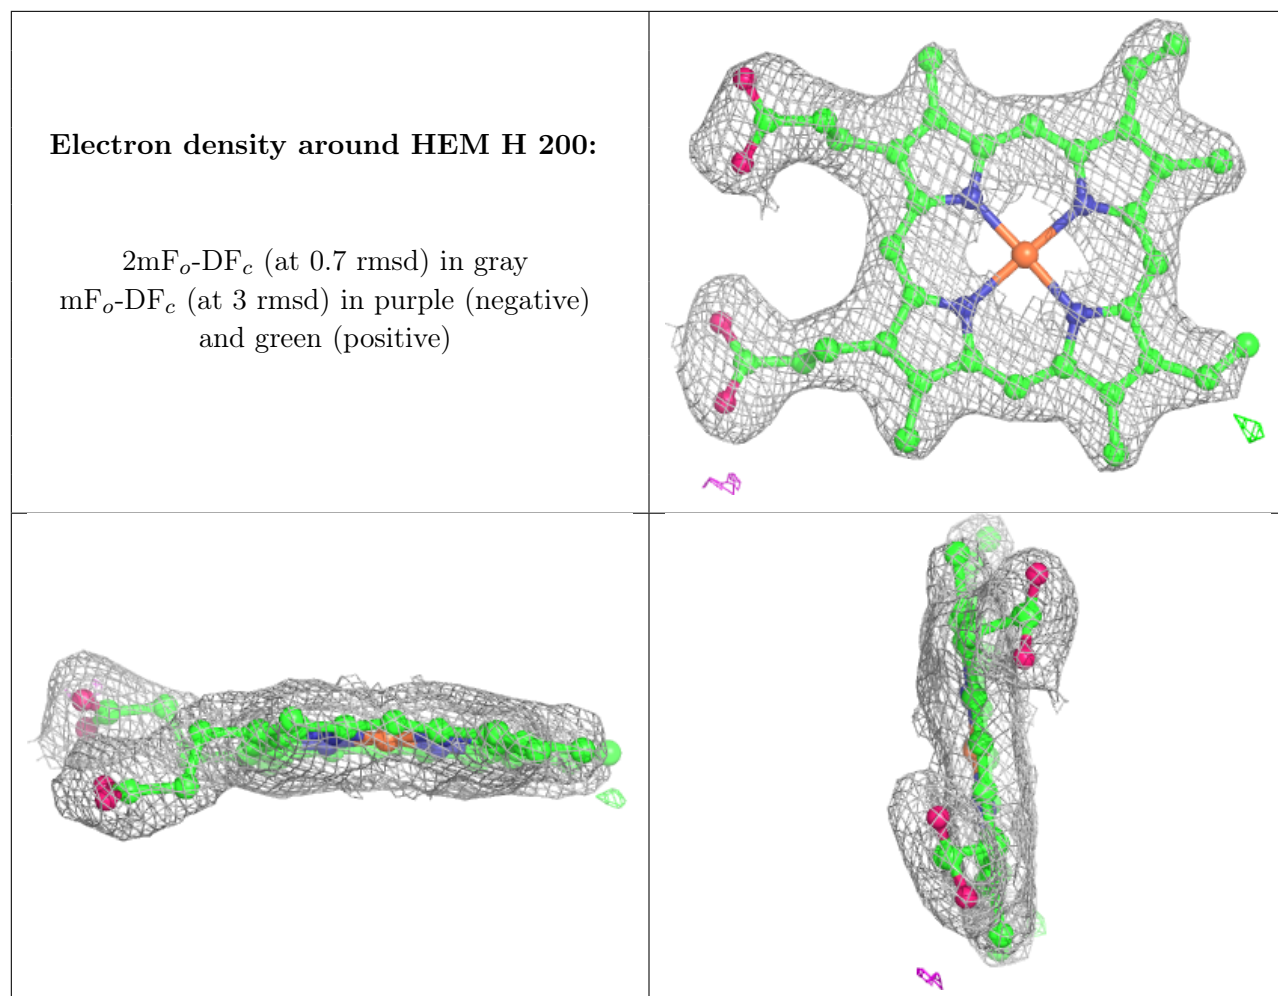 Electron density around HEM H 200:
2mFo-DFc (at 0.7 rmsd) in gray
mFo-DFc (at 3 rmsd) in purple (negative)
and green (positive)